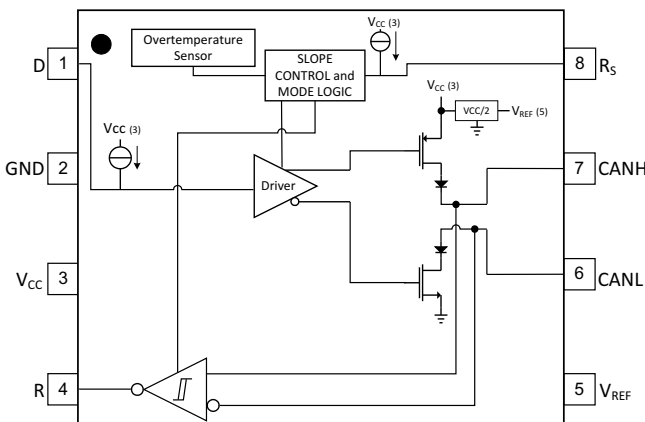 Overtemperature
Sensor
SLOPE
CONTROL and
MODE LOGIC
VCC (3)
D 1
8 RS
VCC (3)
VCC/2
VREF (5)
VCC (3)
GND 2
Driver
7 CANH
VCC 3
6 CANL
R 4
5 VREF